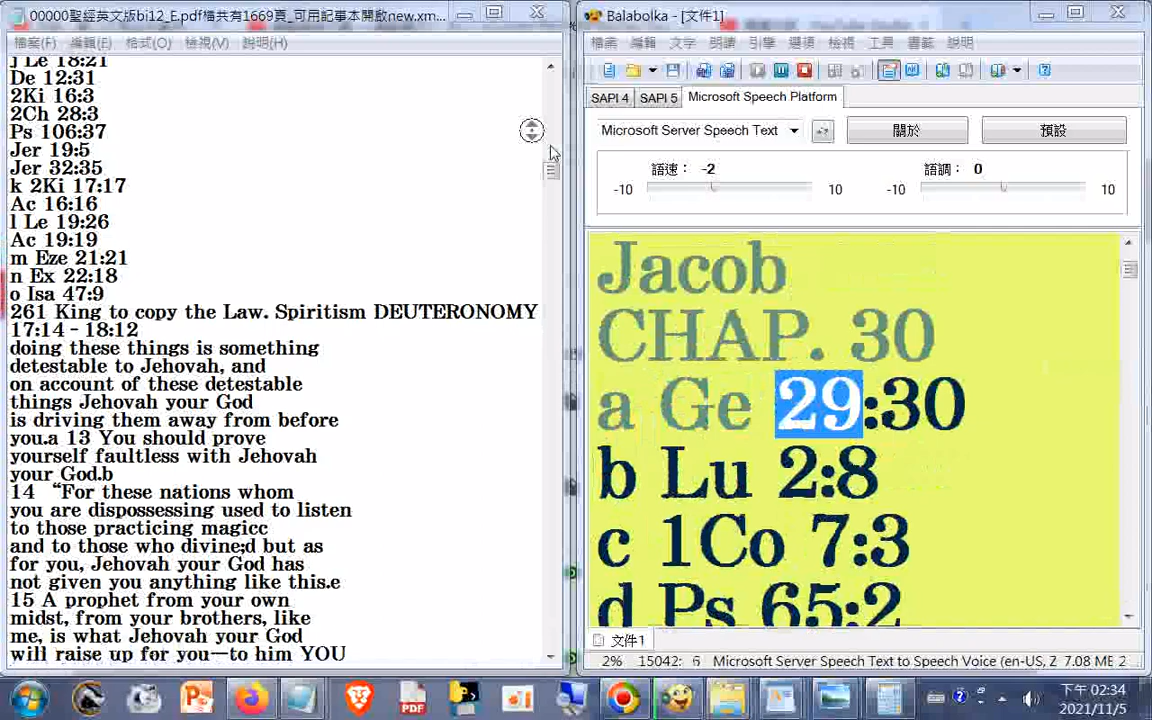 00000聖經英文版bi12_E.pdf檔共有1669頁_可用記事本開啟new.xm...
檔案(F) 編輯(E) 格式(O) 檢視(V) 說明(H)
j Le 18:21
De 12:31
2Ki 16:3
2Ch 28:3
Ps 106:37
Jer 19:5
Jer 32:35
k 2Ki 17:17
Ac 16:16
l Le 19:26
Ac 19:19
m Eze 21:21
n Ex 22:18
o Isa 47:9
261 King to copy the Law. Spiritism DEUTERONOMY
17:14–18:12
doing these things is something
detestable to Jehovah, and
on account of these detestable
things Jehovah your God
is driving them away from before
you.a 13 You should prove
yourself faultless with Jehovah
your God.b
14 “For these nations whom
you are dispossessing used to listen
to those practicing magicc
and to those who divine;d but as
for you, Jehovah your God has
not given you anything like this.e
15 A prophet from your own
midst, from your brothers, like
me, is what Jehovah your God
will raise up for you—to him YOU
Balabolka - [文件1]
檔案 編輯 文字 朗讀 引擎 選項 檢視 工具 書籤 說明
SAPI 4 SAPI 5 Microsoft Speech Platform
Microsoft Server Speech Text 關於 預設
語速： -2 語調： 0
-10 10 -10 10
Jacob
CHAP. 30
a Ge 29:30
b Lu 2:8
c 1Co 7:3
d Ps 65:2
文件1
2% 15042: 6 Microsoft Server Speech Text to Speech Voice (en-US, Z 7.08 MB 2
PDF
下午 02:34
2021/11/5